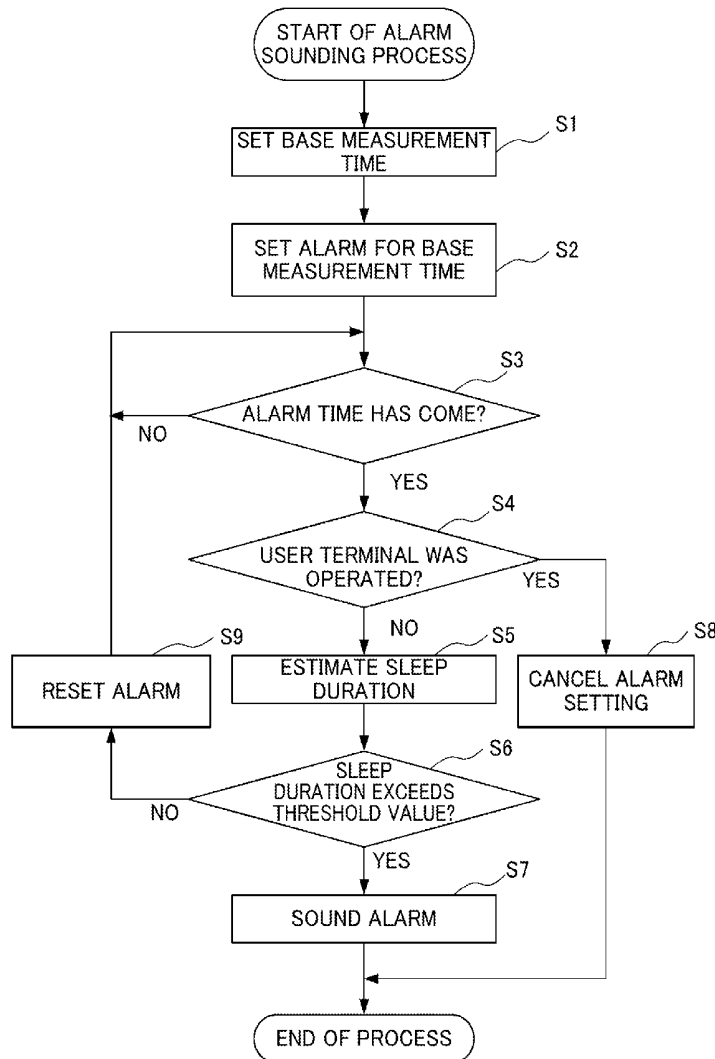 START OF ALARM
SOUNDING PROCESS
S1
SET BASE MEASUREMENT
TIME
S2
SET ALARM FOR BASE
MEASUREMENT TIME
S3
ALARM TIME HAS COME?
NO
YES
S4
USER TERMINAL WAS
OPERATED?
YES
NO
S9
RESET ALARM
S5
ESTIMATE SLEEP
DURATION
S8
CANCEL ALARM
SETTING
S6
SLEEP
DURATION EXCEEDS
THRESHOLD VALUE?
NO
YES
S7
SOUND ALARM
END OF PROCESS